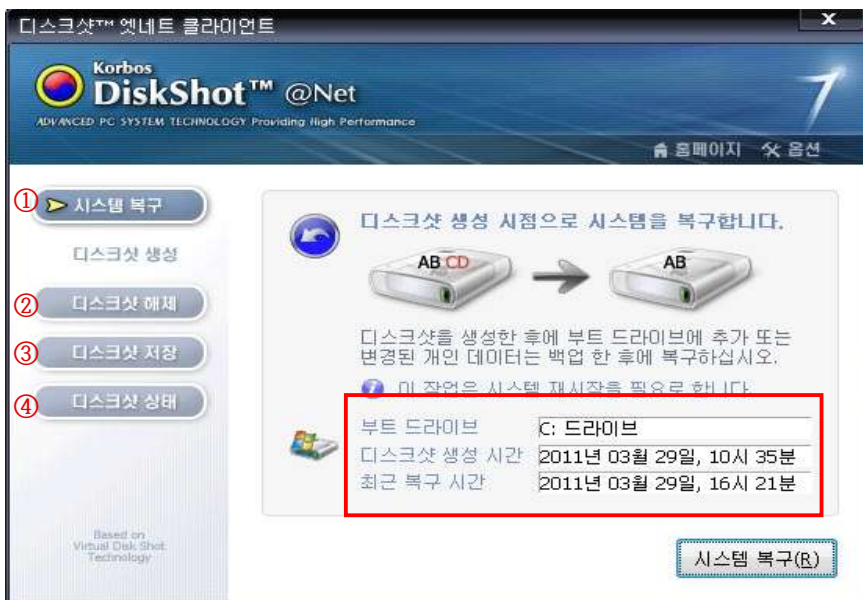 디스크샷™ 엣네트 클라이언트
x
Korbos
DiskShot™ @Net
ADVANCED PC SYSTEM TECHNOLOGY Providing High Performance
7
홈페이지 옵션
① 시스템 복구
디스크샷 생성
② 디스크샷 해제
③ 디스크샷 저장
④ 디스크샷 상태
Based on
Virtual Disk Shot
Technology
디스크샷 생성 시점으로 시스템을 복구합니다.
AB CD AB
디스크샷을 생성한 후에 부트 드라이브에 추가 또는
변경된 개인 데이터는 백업 한 후에 복구하십시오.
이 작업은 시스템 재시작을 필요로 합니다.
부트 드라이브 C: 드라이브
디스크샷 생성 시간 2011년 03월 29일, 10시 35분
최근 복구 시간 2011년 03월 29일, 16시 21분
시스템 복구(R)